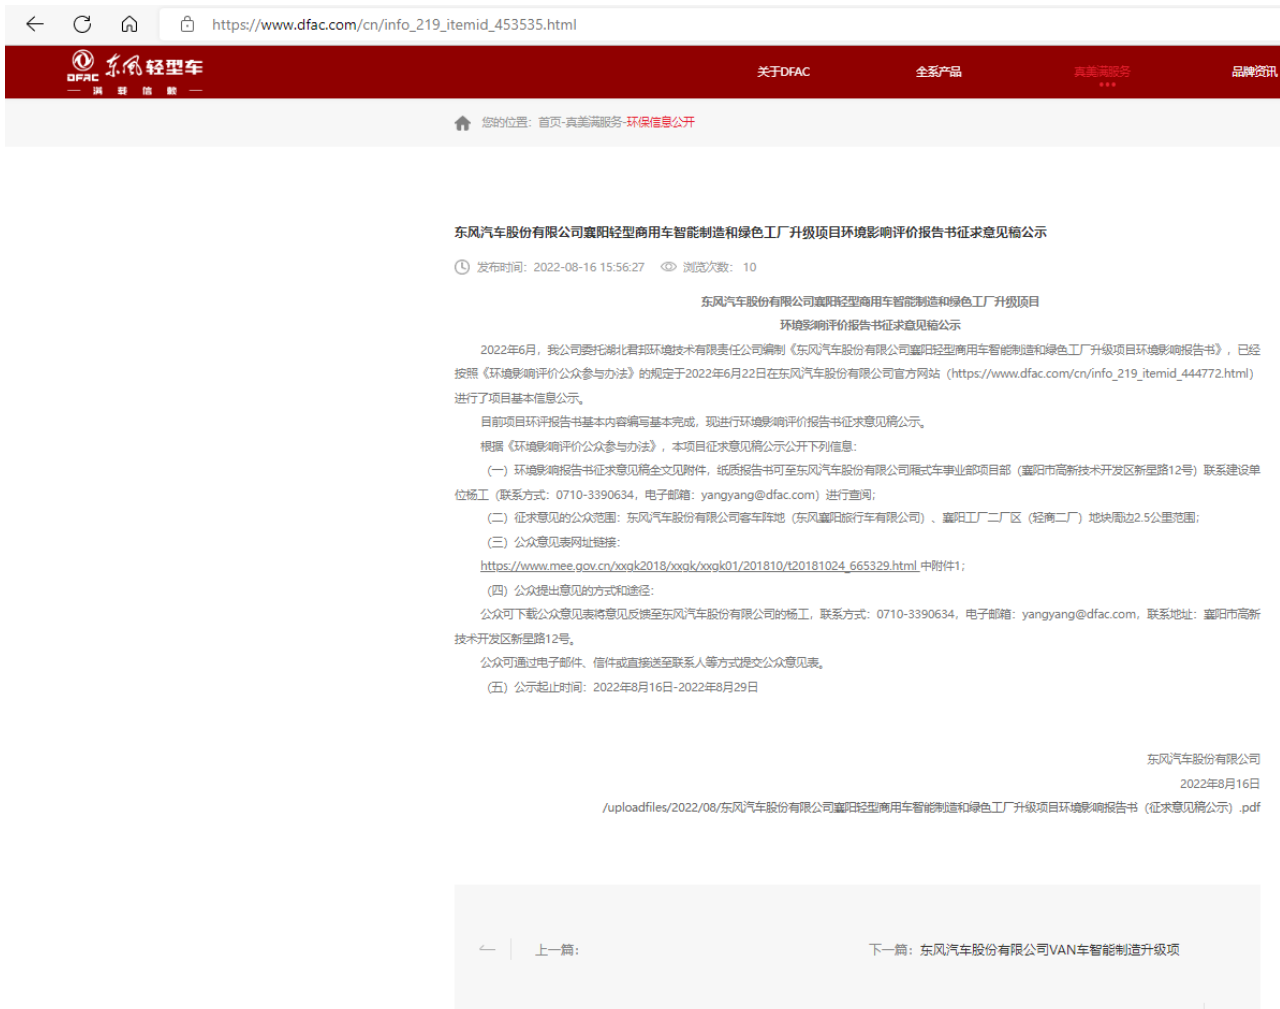 https://www.dfac.com/cn/info_219_itemid_453535.html
DFAC 东风轻型车
满 载 信 赖
关于DFAC 全系产品 真美满服务 品牌资讯
您的位置：首页-真美满服务-环保信息公开
东风汽车股份有限公司襄阳轻型商用车智能制造和绿色工厂升级项目环境影响评价报告书征求意见稿公示
发布时间：2022-08-16 15:56:27 浏览次数： 10
东风汽车股份有限公司襄阳轻型商用车智能制造和绿色工厂升级项目
环境影响评价报告书征求意见稿公示
2022年6月，我公司委托湖北君邦环境技术有限责任公司编制《东风汽车股份有限公司襄阳轻型商用车智能制造和绿色工厂升级项目环境影响报告书》，已经
按照《环境影响评价公众参与办法》的规定于2022年6月22日在东风汽车股份有限公司官方网站（https://www.dfac.com/cn/info_219_itemid_444772.html）
进行了项目基本信息公示。
目前项目环评报告书基本内容编写基本完成，现进行环境影响评价报告书征求意见稿公示。
根据《环境影响评价公众参与办法》，本项目征求意见稿公示公开下列信息：
（一）环境影响报告书征求意见稿全文见附件，纸质报告书可至东风汽车股份有限公司厢式车事业部项目部（襄阳市高新技术开发区新星路12号）联系建设单
位杨工（联系方式：0710-3390634，电子邮箱：yangyang@dfac.com）进行查阅；
（二）征求意见的公众范围：东风汽车股份有限公司客车阵地（东风襄阳旅行车有限公司）、襄阳工厂二厂区（轻商二厂）地块周边2.5公里范围；
（三）公众意见表网址链接：
https://www.mee.gov.cn/xxgk2018/xxgk/xxgk01/201810/t20181024_665329.html 中附件1；
（四）公众提出意见的方式和途径：
公众可下载公众意见表将意见反馈至东风汽车股份有限公司的杨工，联系方式：0710-3390634，电子邮箱：yangyang@dfac.com，联系地址：襄阳市高新
技术开发区新星路12号。
公众可通过电子邮件、信件或直接送至联系人等方式提交公众意见表。
（五）公示起止时间：2022年8月16日-2022年8月29日
东风汽车股份有限公司
2022年8月16日
/uploadfiles/2022/08/东风汽车股份有限公司襄阳轻型商用车智能制造和绿色工厂升级项目环境影响报告书（征求意见稿公示）.pdf
上一篇： 下一篇：东风汽车股份有限公司VAN车智能制造升级项